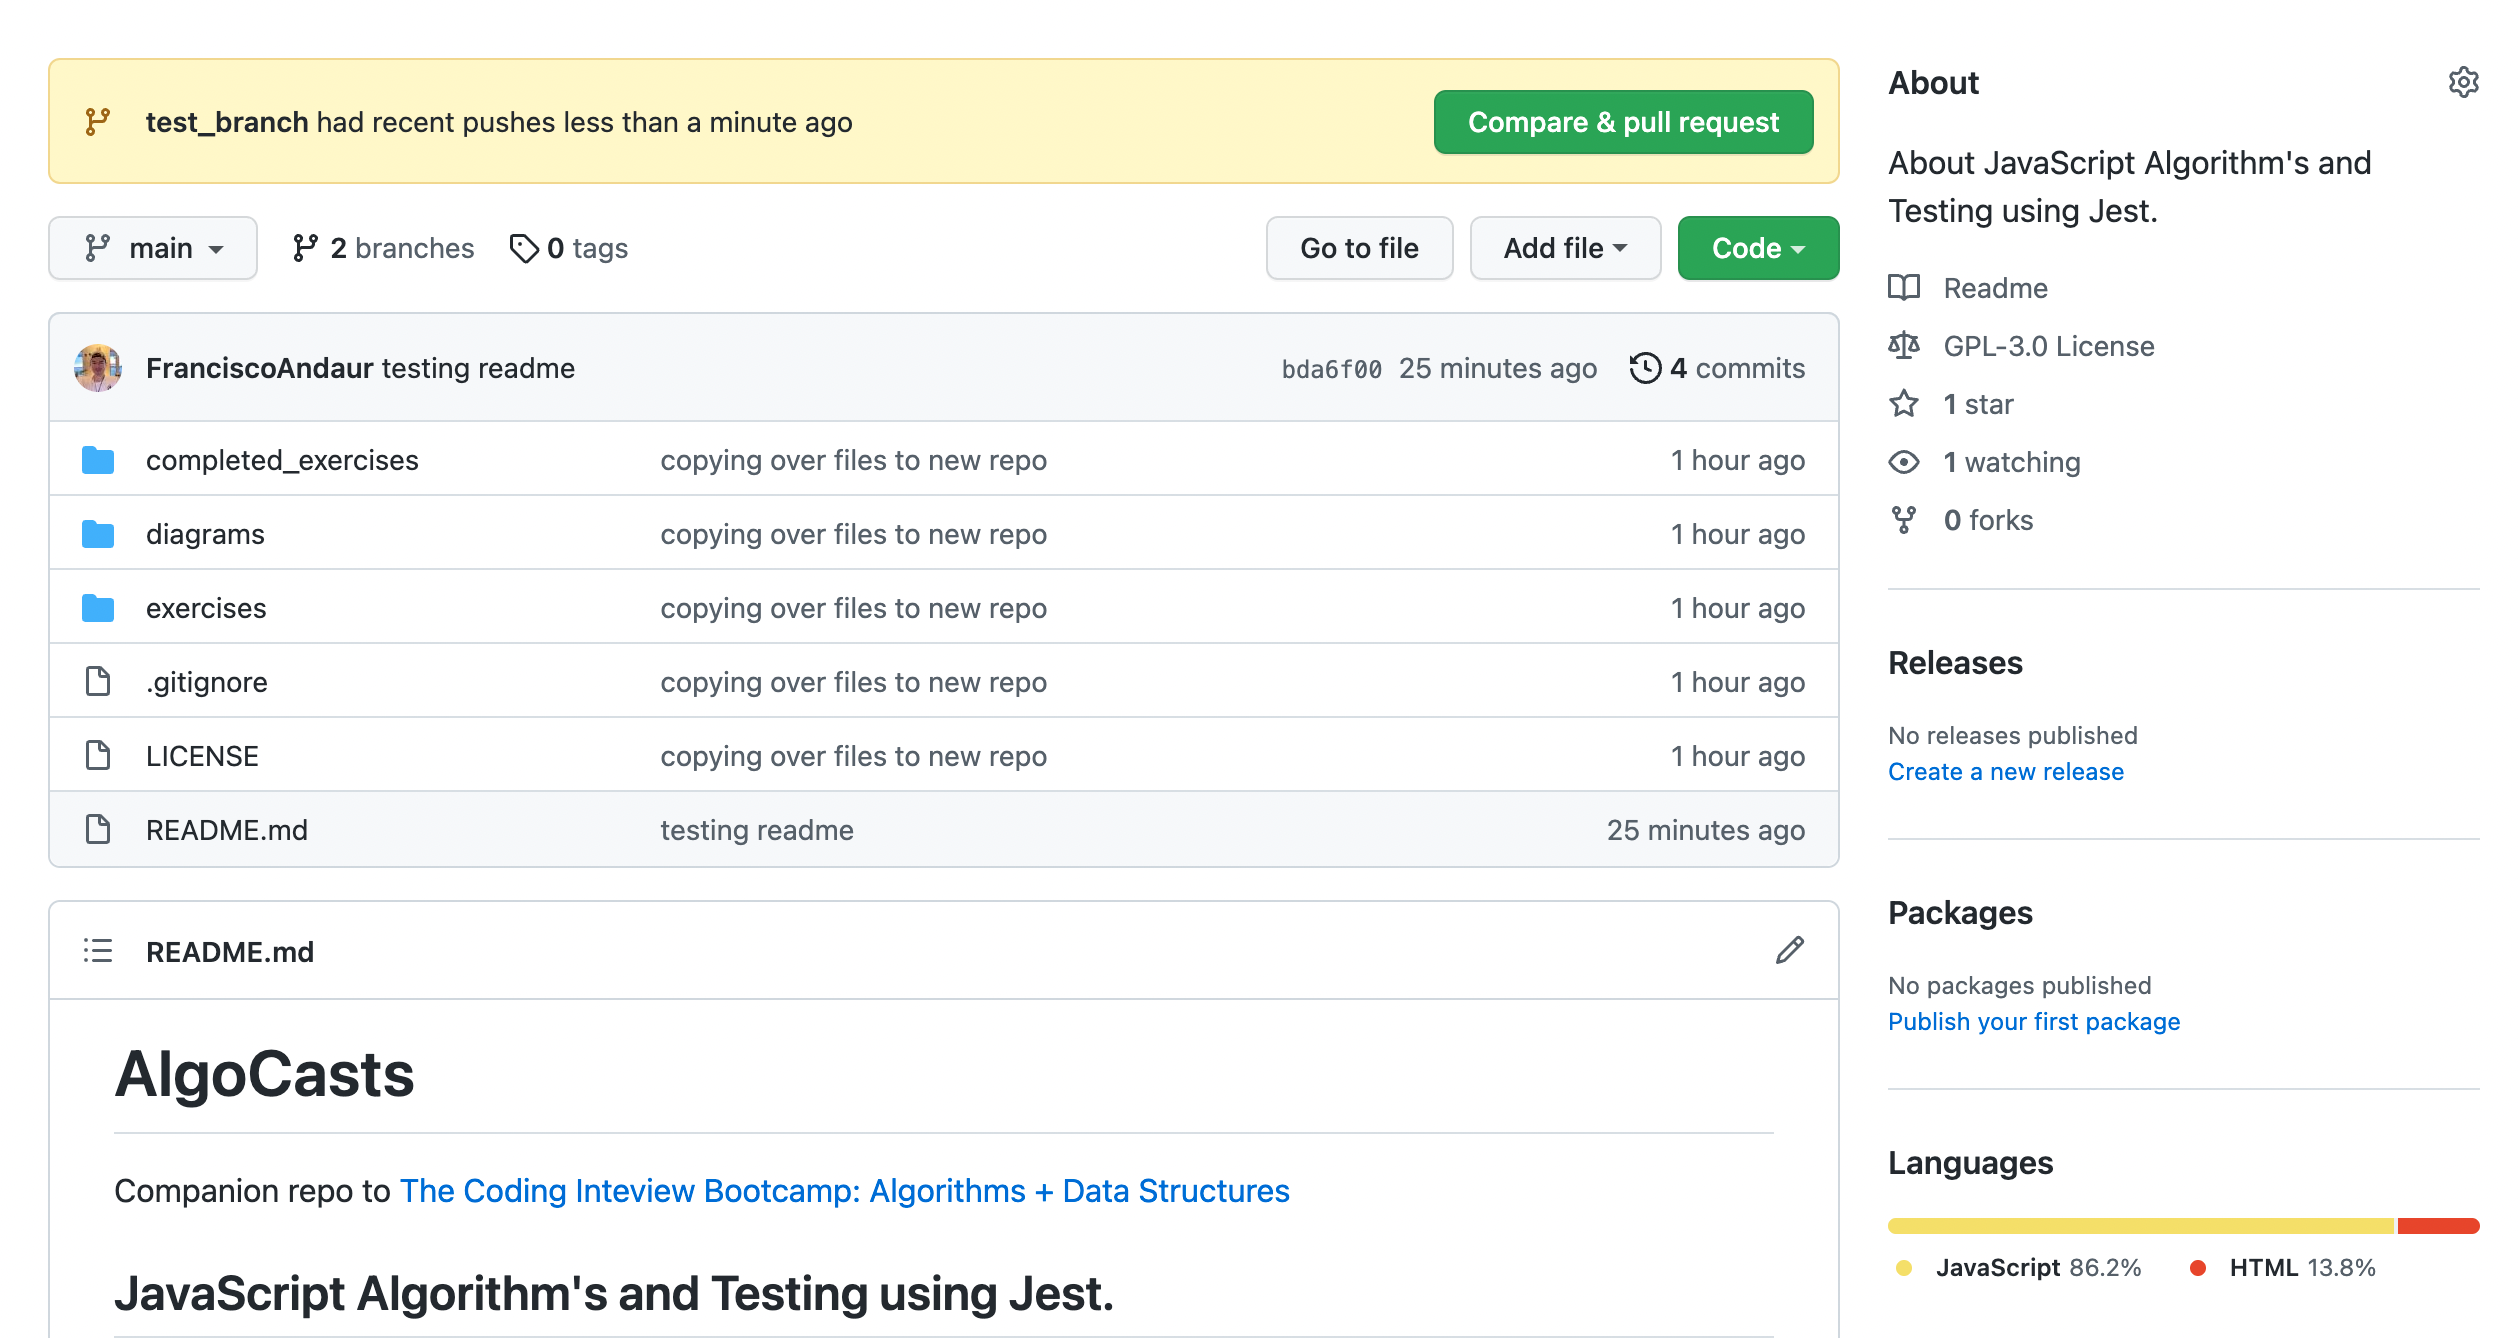 test_branch had recent pushes less than a minute ago
Compare & pull request
main
2 branches
0 tags
Go to file
Add file
Code
FranciscoAndaur testing readme
bda6f00 25 minutes ago
4 commits
completed_exercises copying over files to new repo 1 hour ago
diagrams copying over files to new repo 1 hour ago
exercises copying over files to new repo 1 hour ago
.gitignore copying over files to new repo 1 hour ago
LICENSE copying over files to new repo 1 hour ago
README.md testing readme 25 minutes ago
README.md
AlgoCasts
Companion repo to The Coding Inteview Bootcamp: Algorithms + Data Structures
JavaScript Algorithm's and Testing using Jest.
About
About JavaScript Algorithm's and
Testing using Jest.
Readme
GPL-3.0 License
1 star
1 watching
0 forks
Releases
No releases published
Create a new release
Packages
No packages published
Publish your first package
Languages
JavaScript 86.2%
HTML 13.8%